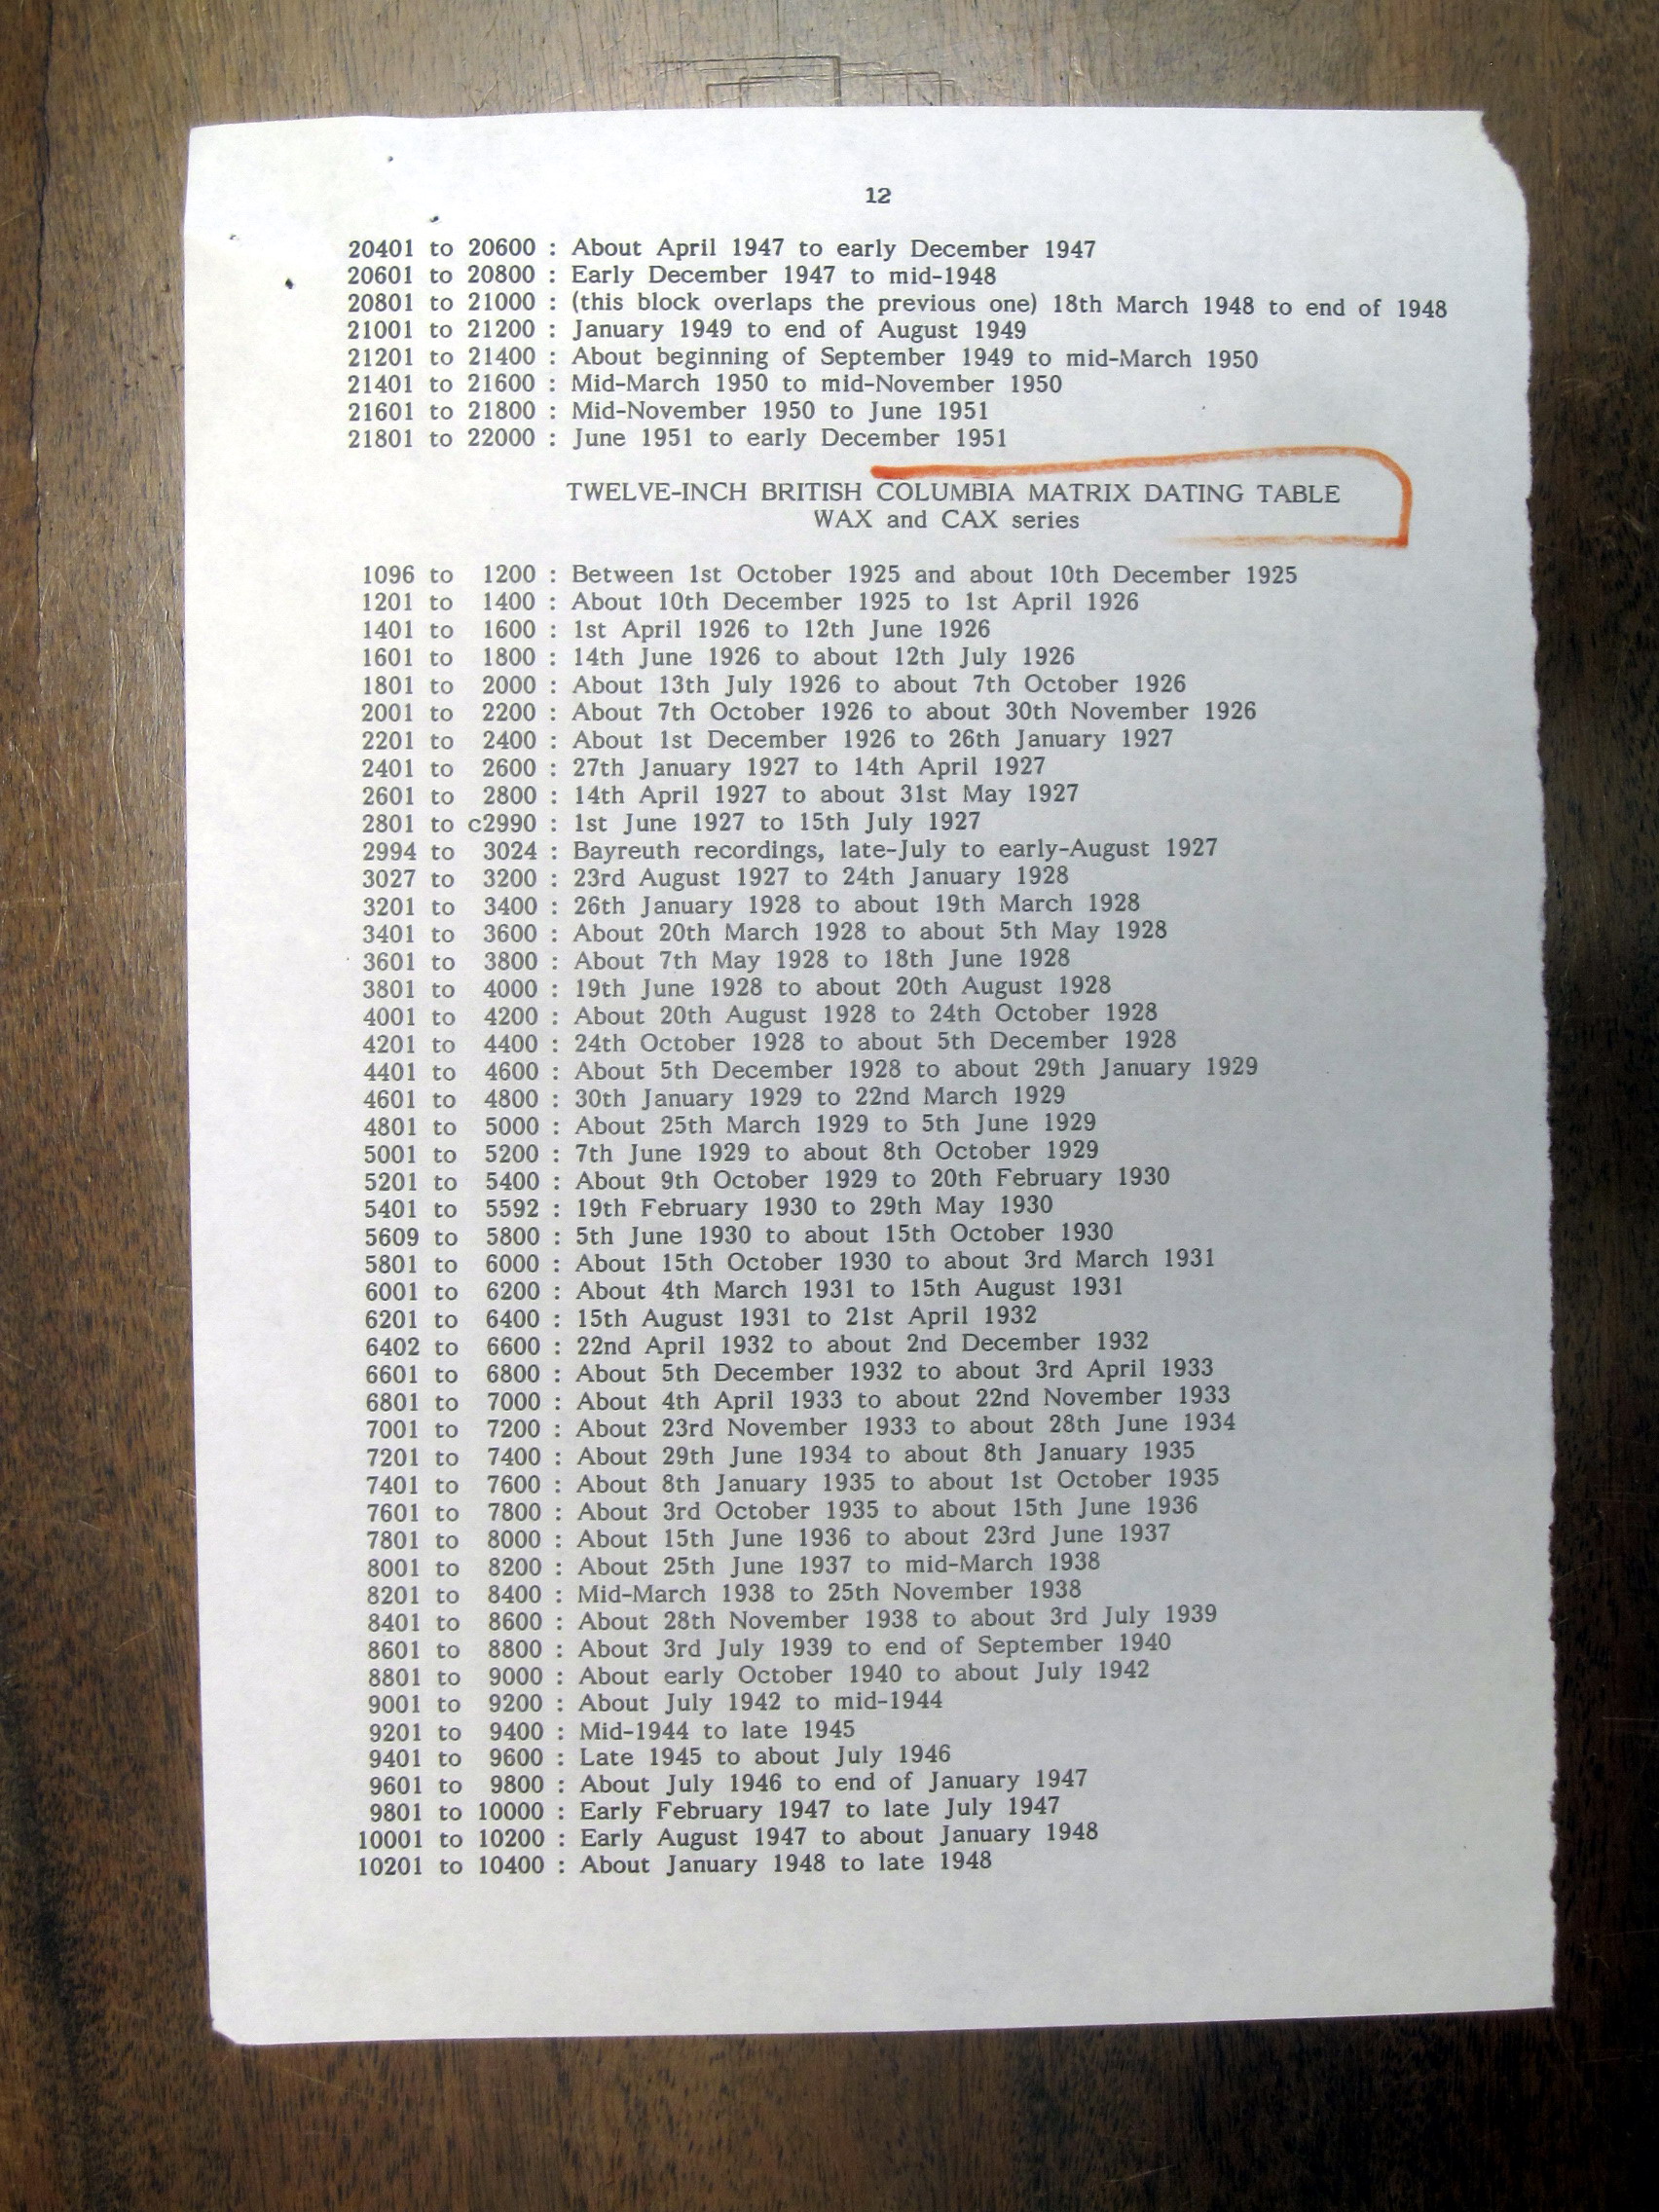 12
20401 to 20600 : About April 1947 to early December 1947
20601 to 20800 : Early December 1947 to mid-1948
20801 to 21000 : (this block overlaps the previous one) 18th March 1948 to end of 1948
21001 to 21200 : January 1949 to end of August 1949
21201 to 21400 : About beginning of September 1949 to mid-March 1950
21401 to 21600 : Mid-March 1950 to mid-November 1950
21601 to 21800 : Mid-November 1950 to June 1951
21801 to 22000 : June 1951 to early December 1951
TWELVE-INCH BRITISH COLUMBIA MATRIX DATING TABLE
WAX and CAX series
1096 to 1200 : Between 1st October 1925 and about 10th December 1925
1201 to 1400 : About 10th December 1925 to 1st April 1926
1401 to 1600 : 1st April 1926 to 12th June 1926
1601 to 1800 : 14th June 1926 to about 12th July 1926
1801 to 2000 : About 13th July 1926 to about 7th October 1926
2001 to 2200 : About 7th October 1926 to about 30th November 1926
2201 to 2400 : About 1st December 1926 to 26th January 1927
2401 to 2600 : 27th January 1927 to 14th April 1927
2601 to 2800 : 14th April 1927 to about 31st May 1927
2801 to c2990 : 1st June 1927 to 15th July 1927
2994 to 3024 : Bayreuth recordings, late-July to early-August 1927
3027 to 3200 : 23rd August 1927 to 24th January 1928
3201 to 3400 : 26th January 1928 to about 19th March 1928
3401 to 3600 : About 20th March 1928 to about 5th May 1928
3601 to 3800 : About 7th May 1928 to 18th June 1928
3801 to 4000 : 19th June 1928 to about 20th August 1928
4001 to 4200 : About 20th August 1928 to 24th October 1928
4201 to 4400 : 24th October 1928 to about 5th December 1928
4401 to 4600 : About 5th December 1928 to about 29th January 1929
4601 to 4800 : 30th January 1929 to 22nd March 1929
4801 to 5000 : About 25th March 1929 to 5th June 1929
5001 to 5200 : 7th June 1929 to about 8th October 1929
5201 to 5400 : About 9th October 1929 to 20th February 1930
5401 to 5592 : 19th February 1930 to 29th May 1930
5609 to 5800 : 5th June 1930 to about 15th October 1930
5801 to 6000 : About 15th October 1930 to about 3rd March 1931
6001 to 6200 : About 4th March 1931 to 15th August 1931
6201 to 6400 : 15th August 1931 to 21st April 1932
6402 to 6600 : 22nd April 1932 to about 2nd December 1932
6601 to 6800 : About 5th December 1932 to about 3rd April 1933
6801 to 7000 : About 4th April 1933 to about 22nd November 1933
7001 to 7200 : About 23rd November 1933 to about 28th June 1934
7201 to 7400 : About 29th June 1934 to about 8th January 1935
7401 to 7600 : About 8th January 1935 to about 1st October 1935
7601 to 7800 : About 3rd October 1935 to about 15th June 1936
7801 to 8000 : About 15th June 1936 to about 23rd June 1937
8001 to 8200 : About 25th June 1937 to mid-March 1938
8201 to 8400 : Mid-March 1938 to 25th November 1938
8401 to 8600 : About 28th November 1938 to about 3rd July 1939
8601 to 8800 : About 3rd July 1939 to end of September 1940
8801 to 9000 : About early October 1940 to about July 1942
9001 to 9200 : About July 1942 to mid-1944
9201 to 9400 : Mid-1944 to late 1945
9401 to 9600 : Late 1945 to about July 1946
9601 to 9800 : About July 1946 to end of January 1947
9801 to 10000 : Early February 1947 to late July 1947
10001 to 10200 : Early August 1947 to about January 1948
10201 to 10400 : About January 1948 to late 1948